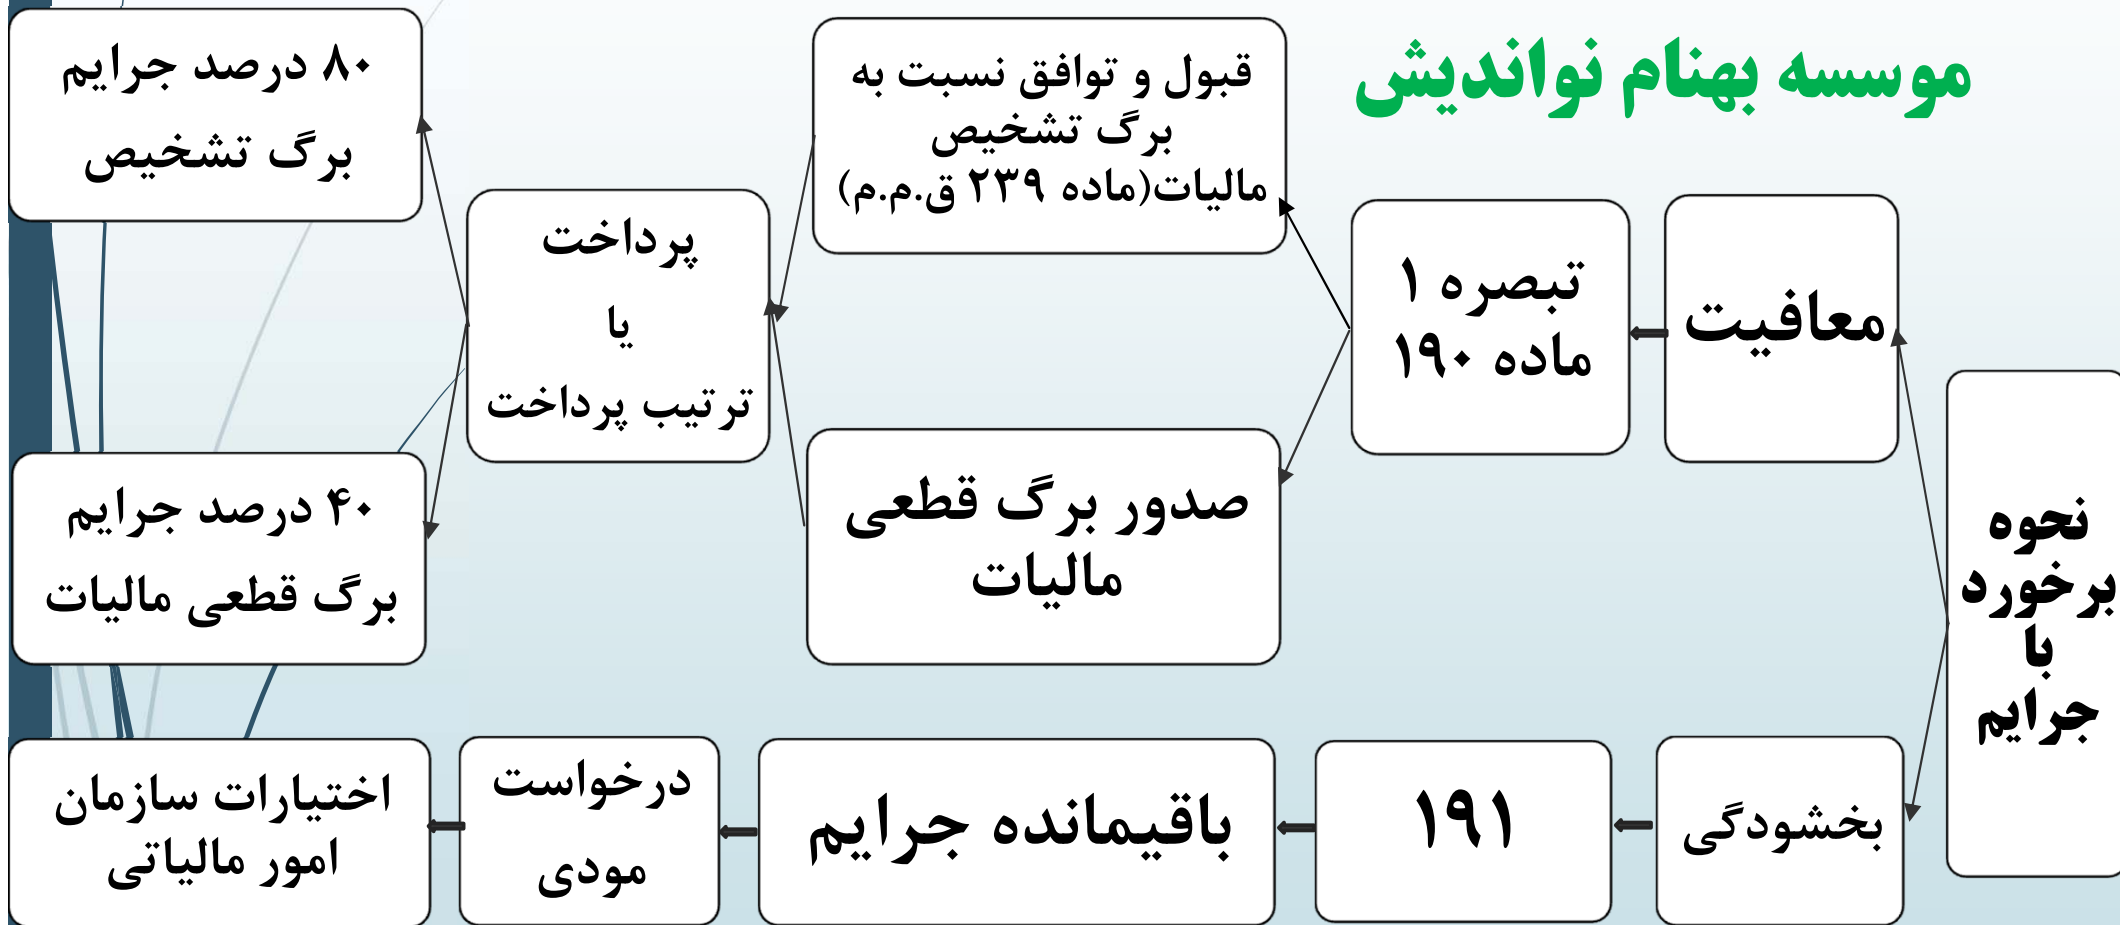 موسسه بهنام نواندیش
نحوه
برخورد
با
جرایم
معافیت
تبصره ۱
ماده ۱۹۰
قبول و توافق نسبت به
برگ تشخیص
مالیات(ماده ۲۳۹ ق.م.م)
صدور برگ قطعی
مالیات
پرداخت
یا
ترتیب پرداخت
۸۰ درصد جرایم
برگ تشخیص
۴۰ درصد جرایم
برگ قطعی مالیات
بخشودگی
۱۹۱
باقیمانده جرایم
درخواست
مودی
اختیارات سازمان
امور مالیاتی